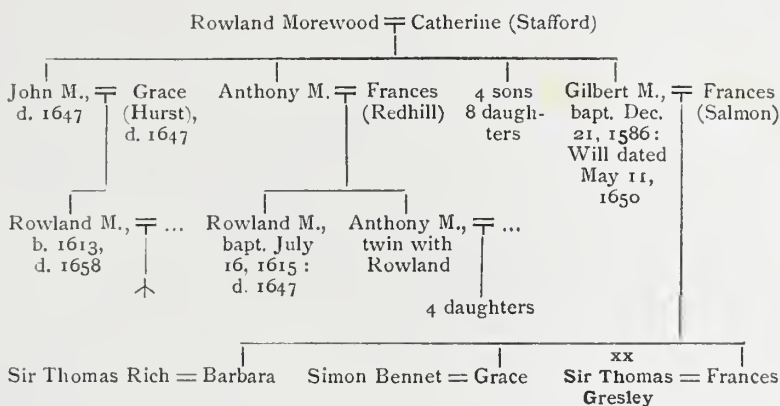 Rowland Morewood = Catherine (Stafford)
John M., = Grace Anthony M. = Frances 4 sons Gilbert M., = Frances
d. 1647 (Hurst), (Redhill) 8 daugh- bapt. Dec. (Salmon)
d. 1647 ters 21, 1586 :
Will dated
May 11,
1650
Rowland M., = ... Rowland M., Anthony M., = ...
b. 1613, bapt. July twin with
d. 1658 16, 1615 : Rowland
d. 1647
4 daughters
xx
Sir Thomas Rich = Barbara Simon Bennet = Grace Sir Thomas = Frances
Gresley